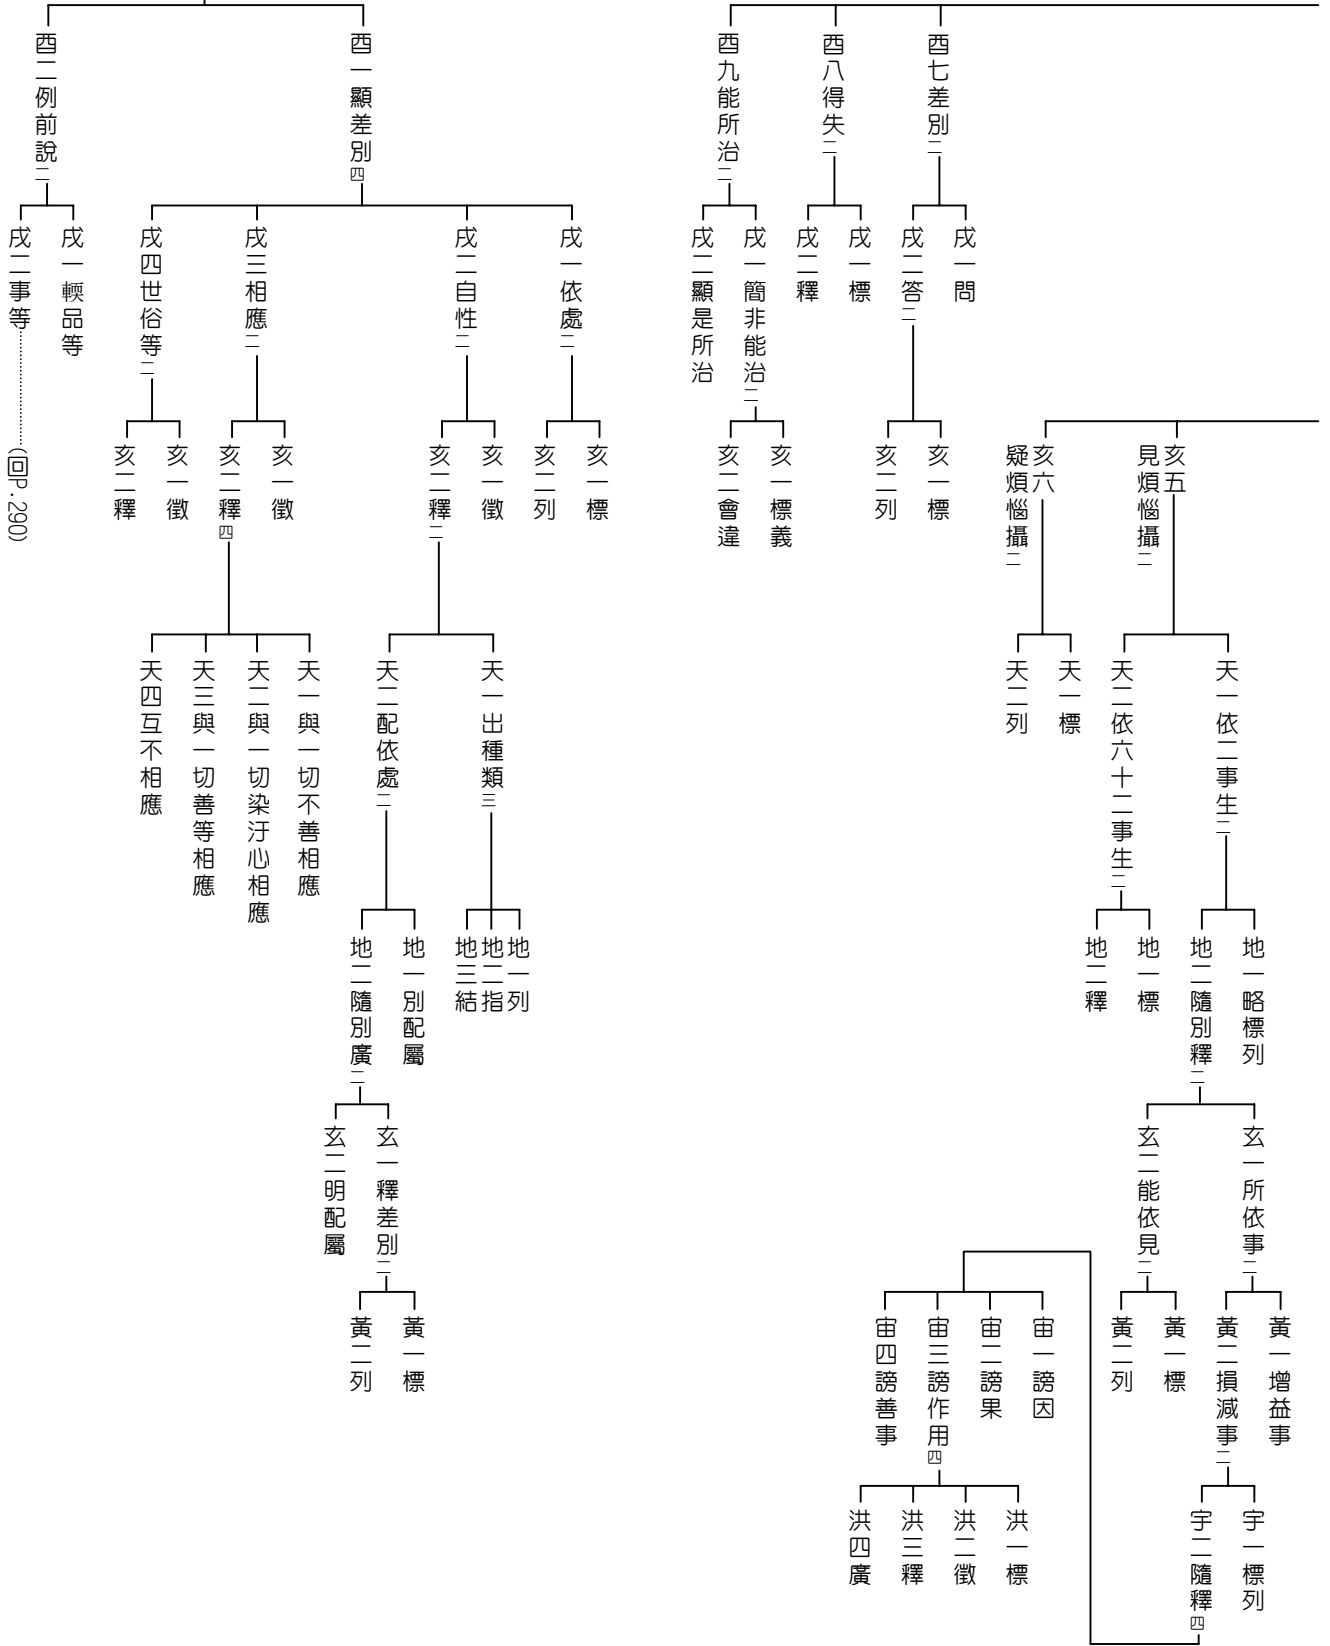 酉七差別二
酉八得失二
酉九能所治二
酉一顯差別四
酉二例前說二
戌一問
戌二答二
戌一標
戌二釋
戌一簡非能治二
戌二顯是所治
戌一依處二
戌二自性二
戌三相應二
戌四世俗等二
戌一輭品等
戌二事等
(回P.290)
亥五
見煩惱攝二
亥六
疑煩惱攝二
亥一標
亥二列
亥一標義
亥二會違
亥一標
亥二列
亥一徵
亥二釋二
亥一徵
亥二釋四
亥一徵
亥二釋
天一依二事生二
天二依六十二事生二
天一標
天二列
天一出種類三
天二配依處二
天一與一切不善相應
天二與一切染汙心相應
天三與一切善等相應
天四互不相應
地一略標列
地二隨別釋二
地一標
地二釋
地一列
地二指
地三結
地一別配屬
地二隨別廣二
玄一所依事二
玄二能依見二
玄一釋差別二
玄二明配屬
黃一增益事
黃二損減事二
黃一標
黃二列
黃一標
黃二列
宇一標列
宇二隨釋四
宙一謗因
宙二謗果
宙三謗作用四
宙四謗善事
洪一標
洪二徵
洪三釋
洪四廣